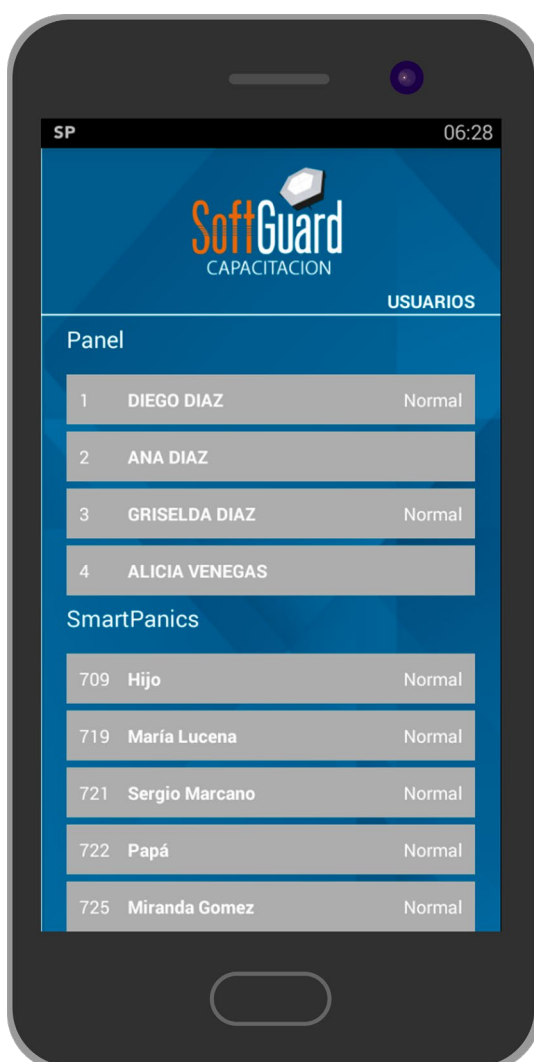 SP 06:28
SoftGuard
CAPACITACION
USUARIOS
Panel
1 DIEGO DIAZ Normal
2 ANA DIAZ
3 GRISELDA DIAZ Normal
4 ALICIA VENEGAS
SmartPanics
709 Hijo Normal
719 María Lucena Normal
721 Sergio Marcano Normal
722 Papá Normal
725 Miranda Gomez Normal